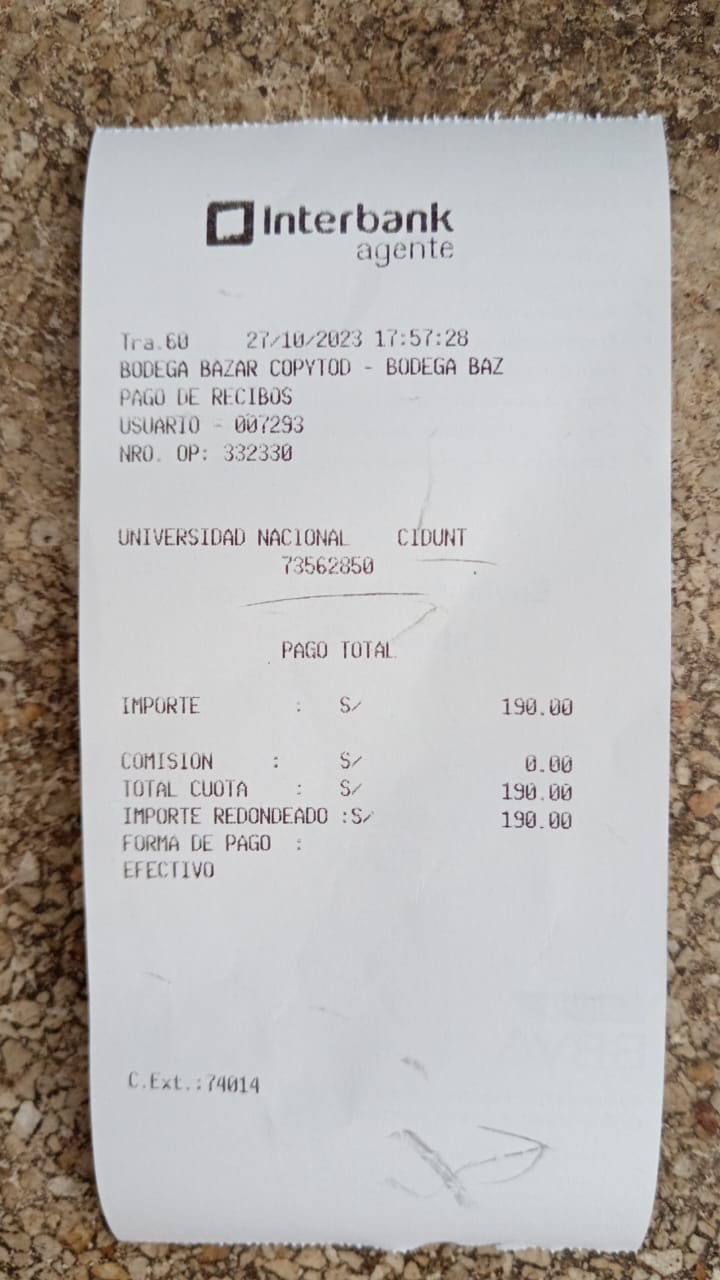 Interbank
agente
Tra.60 27/10/2023 17:57:28
BODEGA BAZAR COPYTOD - BODEGA BAZ
PAGO DE RECIBOS
USUARIO - 007293
NRO. OP: 332330
UNIVERSIDAD NACIONAL CIDUNT
73562850
PAGO TOTAL
IMPORTE : S/ 190.00
COMISION : S/ 0.00
TOTAL CUOTA : S/ 190.00
IMPORTE REDONDEADO :S/ 190.00
FORMA DE PAGO :
EFECTIVO
C.Ext.:74014